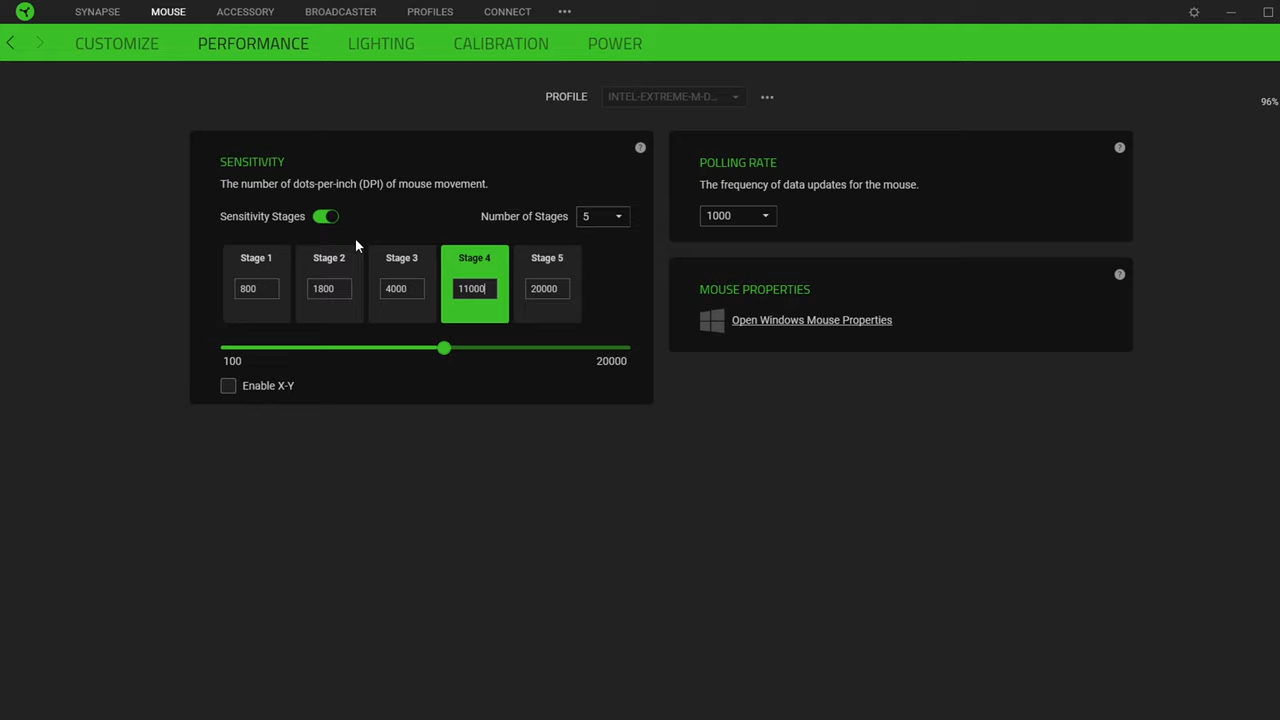 SYNAPSE MOUSE ACCESSORY BROADCASTER PROFILES CONNECT •••
CUSTOMIZE PERFORMANCE LIGHTING CALIBRATION POWER
PROFILE INTEL-EXTREME-M-D... •••
96%
SENSITIVITY ?
The number of dots-per-inch (DPI) of mouse movement.
Sensitivity Stages Number of Stages 5
Stage 1 Stage 2 Stage 3 Stage 4 Stage 5
800 1800 4000 11000 20000
100 20000
Enable X-Y
POLLING RATE ?
The frequency of data updates for the mouse.
1000
MOUSE PROPERTIES ?
Open Windows Mouse Properties